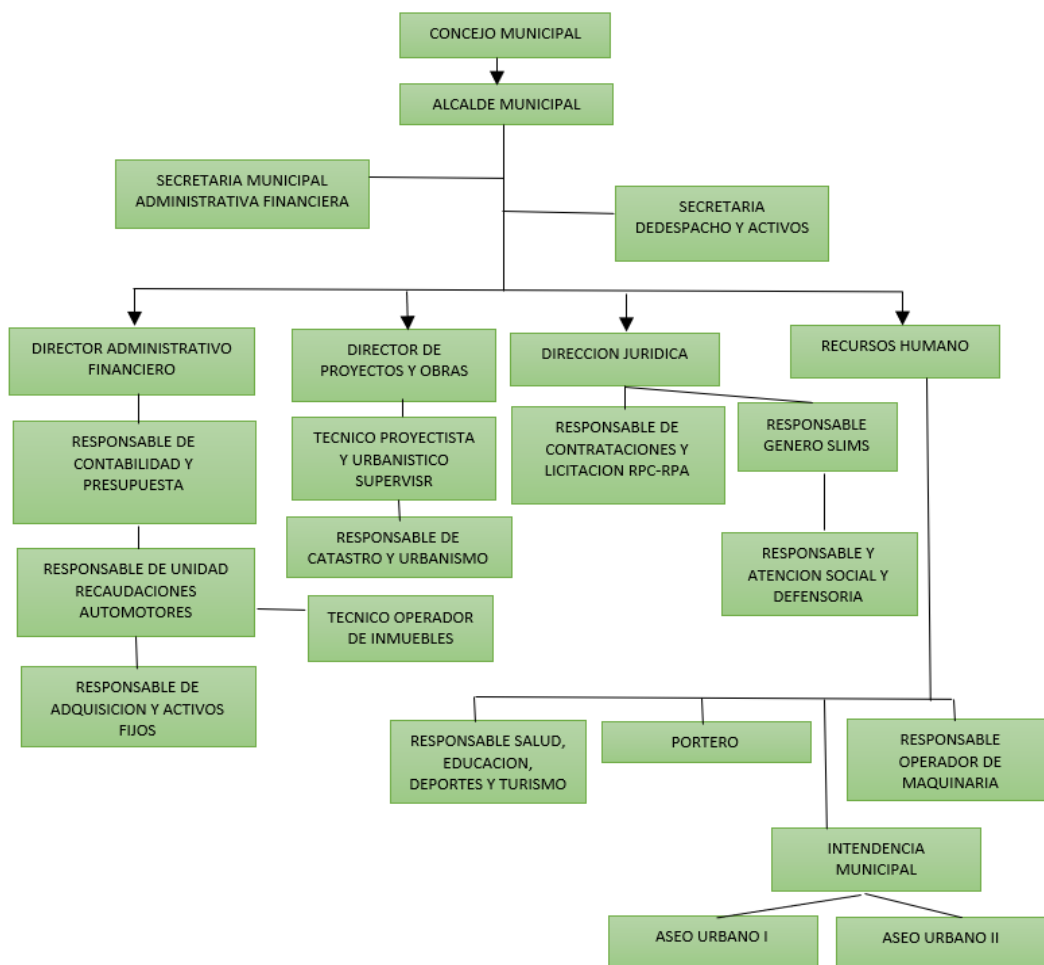 CONCEJO MUNICIPAL
ALCALDE MUNICIPAL
SECRETARIA MUNICIPAL
ADMINISTRATIVA FINANCIERA
SECRETARIA
DEDESPACHO Y ACTIVOS
DIRECTOR ADMINISTRATIVO
FINANCIERO
DIRECTOR DE
PROYECTOS Y OBRAS
DIRECCION JURIDICA
RECURSOS HUMANO
RESPONSABLE DE
CONTABILIDAD Y
PRESUPUESTA
TECNICO PROYECTISTA
Y URBANISTICO
SUPERVISR
RESPONSABLE DE
CONTRATACIONES Y
LICITACION RPC-RPA
RESPONSABLE
GENERO SLIMS
RESPONSABLE DE
CATASTRO Y URBANISMO
RESPONSABLE Y
ATENCION SOCIAL Y
DEFENSORIA
RESPONSABLE DE UNIDAD
RECAUDACIONES
AUTOMOTORES
TECNICO OPERADOR
DE INMUEBLES
RESPONSABLE DE
ADQUISICION Y ACTIVOS
FIJOS
RESPONSABLE SALUD,
EDUCACION,
DEPORTES Y TURISMO
PORTERO
RESPONSABLE
OPERADOR DE
MAQUINARIA
INTENDENCIA
MUNICIPAL
ASEO URBANO I
ASEO URBANO II